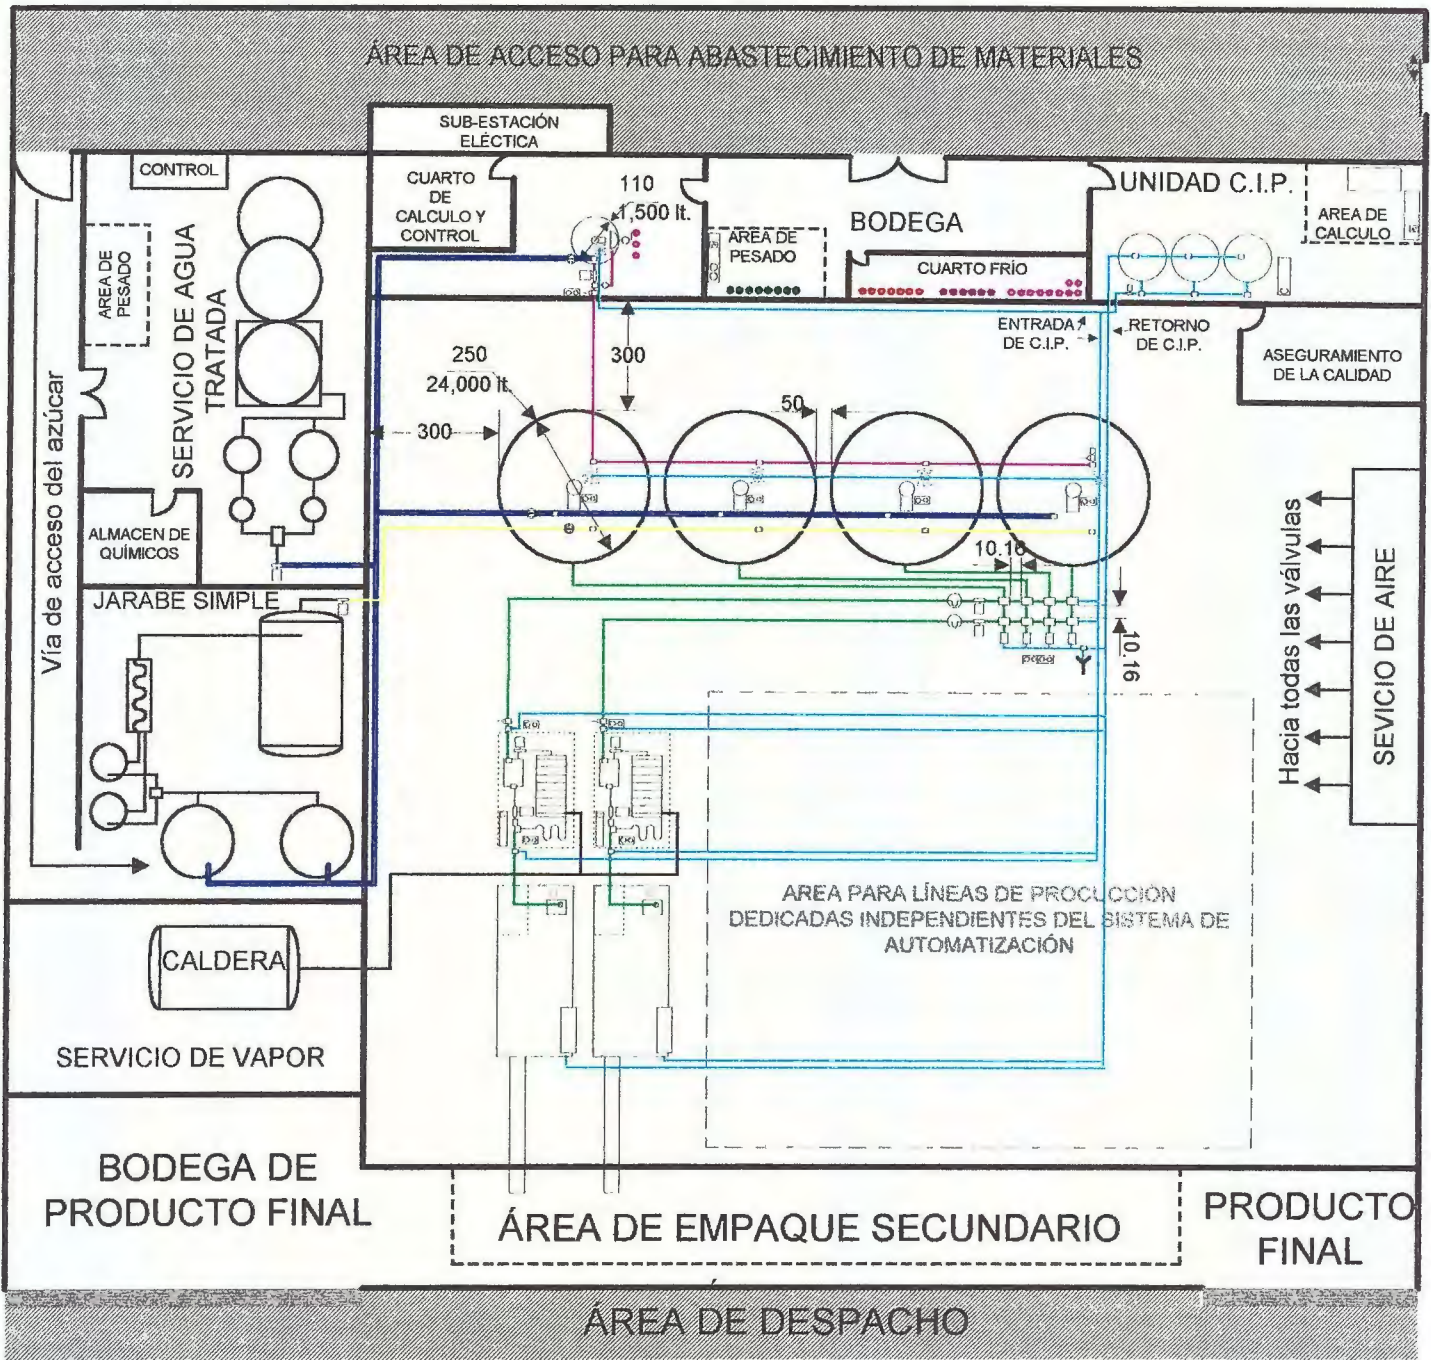 ÁREA DE ACCESO PARA ABASTECIMIENTO DE MATERIALES
SUB-ESTACIÓN
ELÉCTRICA
CONTROL
CUARTO
DE
CALCULO Y
CONTROL
110
1,500 lt.
BODEGA
AREA DE
PESADO
CUARTO FRÍO
UNIDAD C.I.P.
AREA DE
CALCULO
AREA DE
PESADO
SERVICIO DE AGUA
TRATADA
ENTRADA
DE C.I.P.
RETORNO
DE C.I.P.
ASEGURAMIENTO
DE LA CALIDAD
250
24,000 lt.
300
300
50
Vía de acceso del azúcar
ALMACEN DE
QUÍMICOS
10.16
10.16
JARABE SIMPLE
Hacia todas las válvulas
SEVICIO DE AIRE
AREA PARA LÍNEAS DE PRODUCCIÓN
DEDICADAS INDEPENDIENTES DEL SISTEMA DE
AUTOMATIZACIÓN
CALDERA
SERVICIO DE VAPOR
BODEGA DE
PRODUCTO FINAL
ÁREA DE EMPAQUE SECUNDARIO
PRODUCTO
FINAL
ÁREA DE DESPACHO